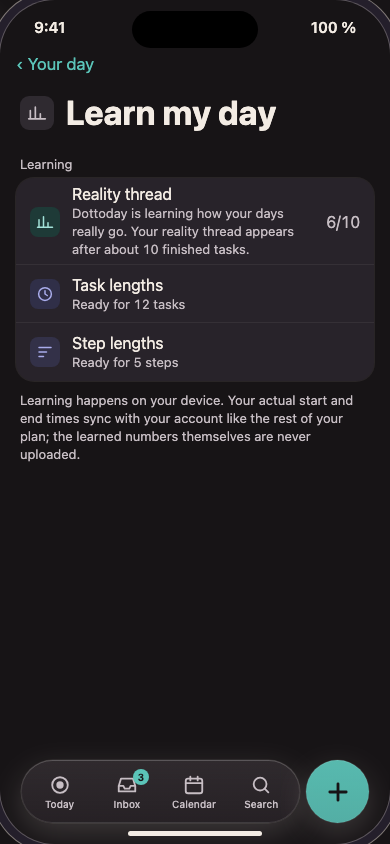 9:41
100 %
‹ Your day
Learn my day
Learning
Reality thread
Dottoday is learning how your days
really go. Your reality thread appears
after about 10 finished tasks.
6/10
Task lengths
Ready for 12 tasks
Step lengths
Ready for 5 steps
Learning happens on your device. Your actual start and
end times sync with your account like the rest of your
plan; the learned numbers themselves are never
uploaded.
3
Today
Inbox
Calendar
Search